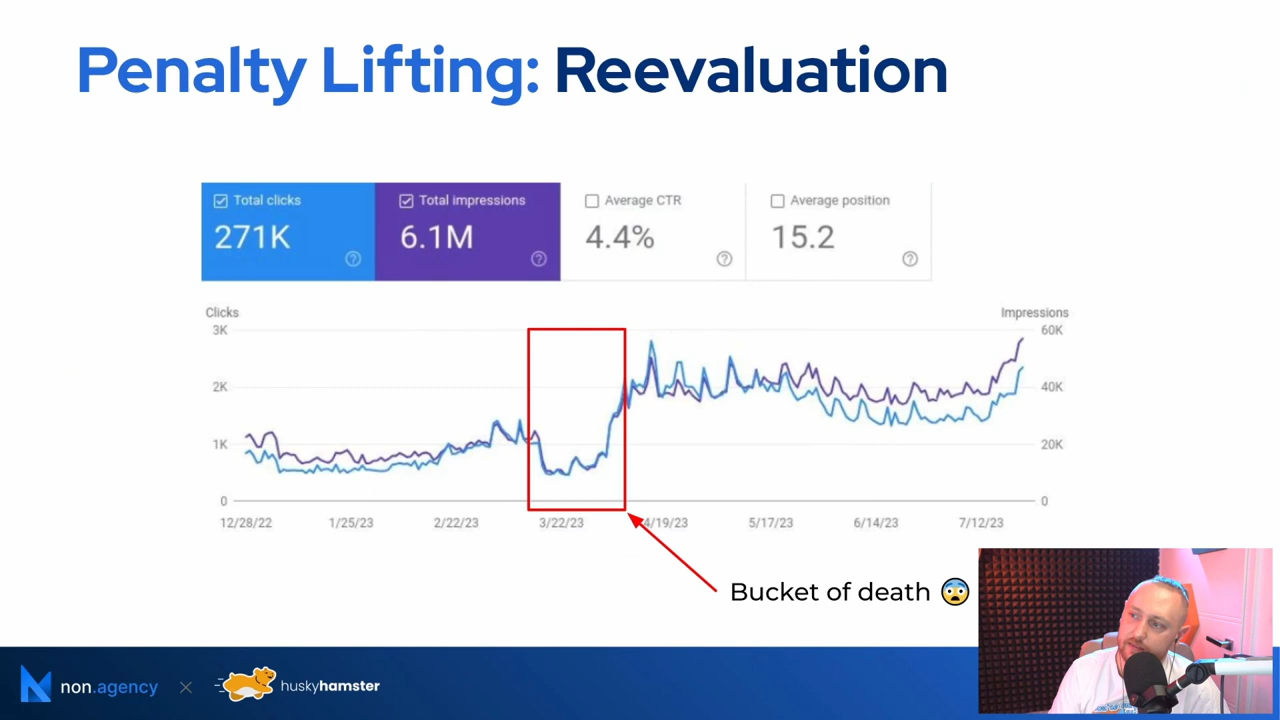 Penalty Lifting: Reevaluation
Total clicks
271K
Total impressions
6.1M
Average CTR
4.4%
Average position
15.2
Clicks
Impressions
3K
60K
2K
40K
1K
20K
0
0
12/28/22
1/25/23
2/22/23
3/22/23
4/19/23
5/17/23
6/14/23
7/12/23
Bucket of death 😨
non.agency × huskyhamster